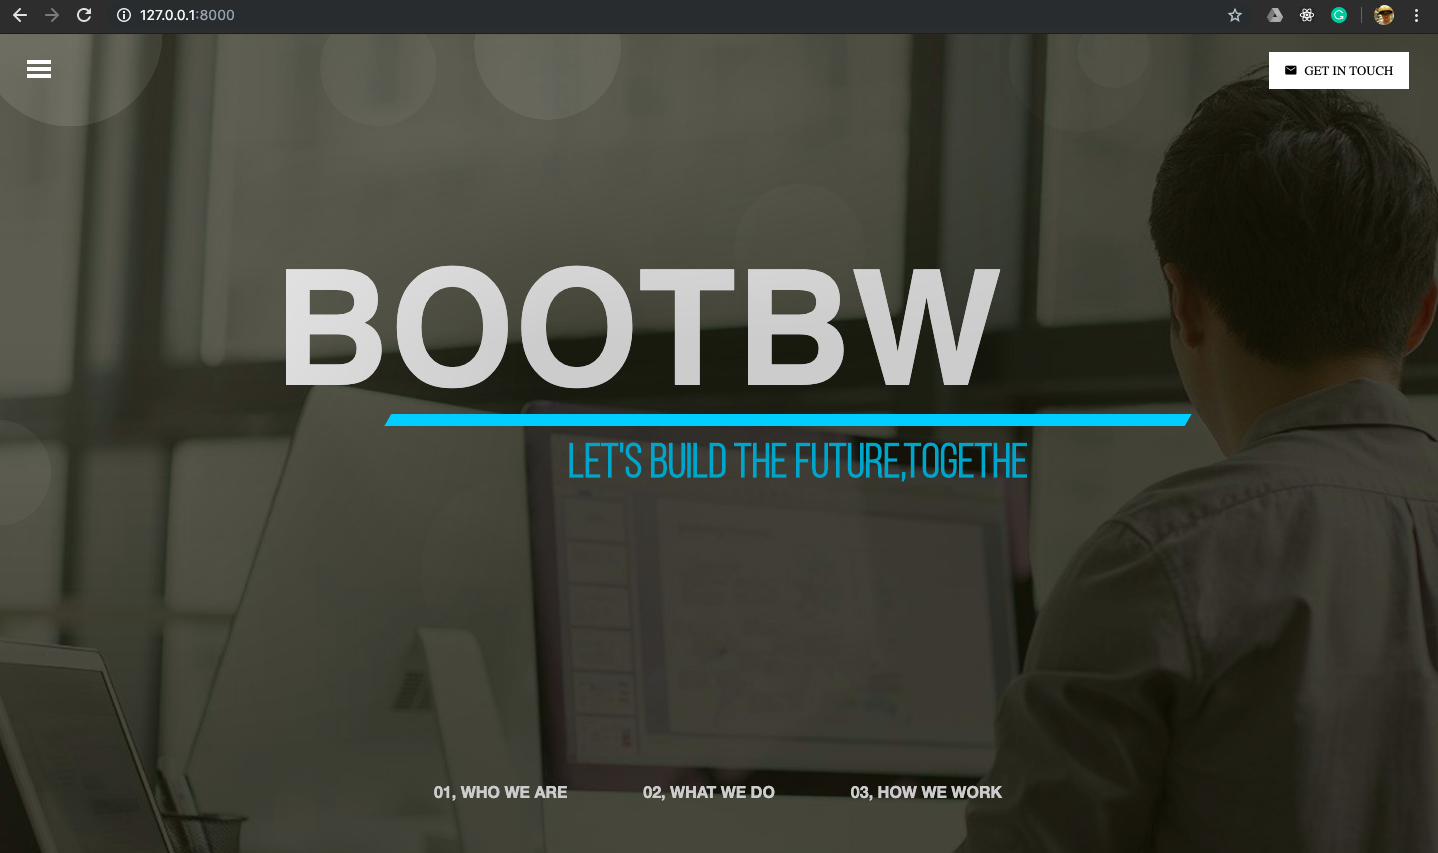 127.0.0.1:8000
GET IN TOUCH
BOOTBW
LET'S BUILD THE FUTURE,TOGETHE
01, WHO WE ARE
02, WHAT WE DO
03, HOW WE WORK